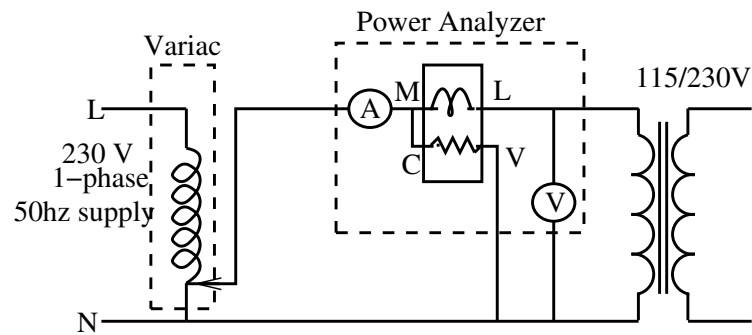 Power Analyzer
Variac
115/230V
L
A
M
L
230 V
1−phase
50hz supply
C
V
V
N